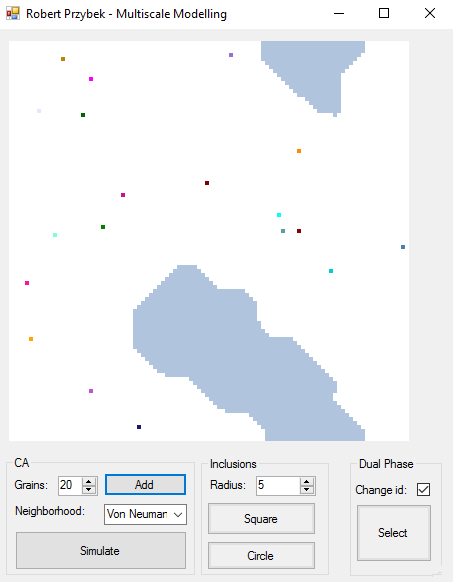 Robert Przybek - Multiscale Modelling
CA
Grains: 20 Add
Neighborhood: Von Neumar
Simulate
Inclusions
Radius: 5
Square
Circle
Dual Phase
Change id:
Select